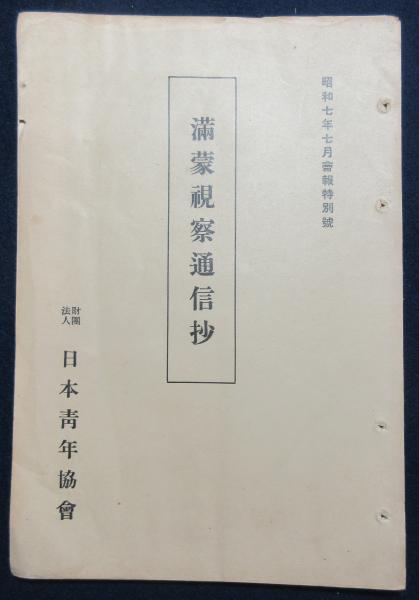 昭和七年七月會報特別號
滿蒙視察通信抄
財團法人
日本靑年協會